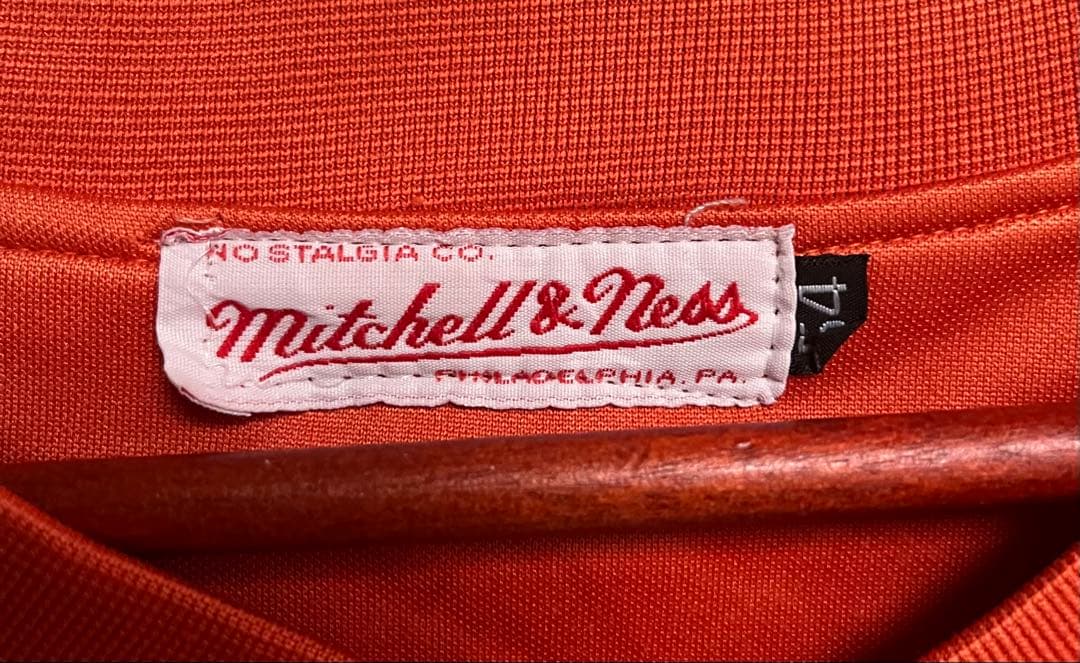 NOSTALGIA CO.
Mitchell & Ness
PHILADELPHIA, PA.